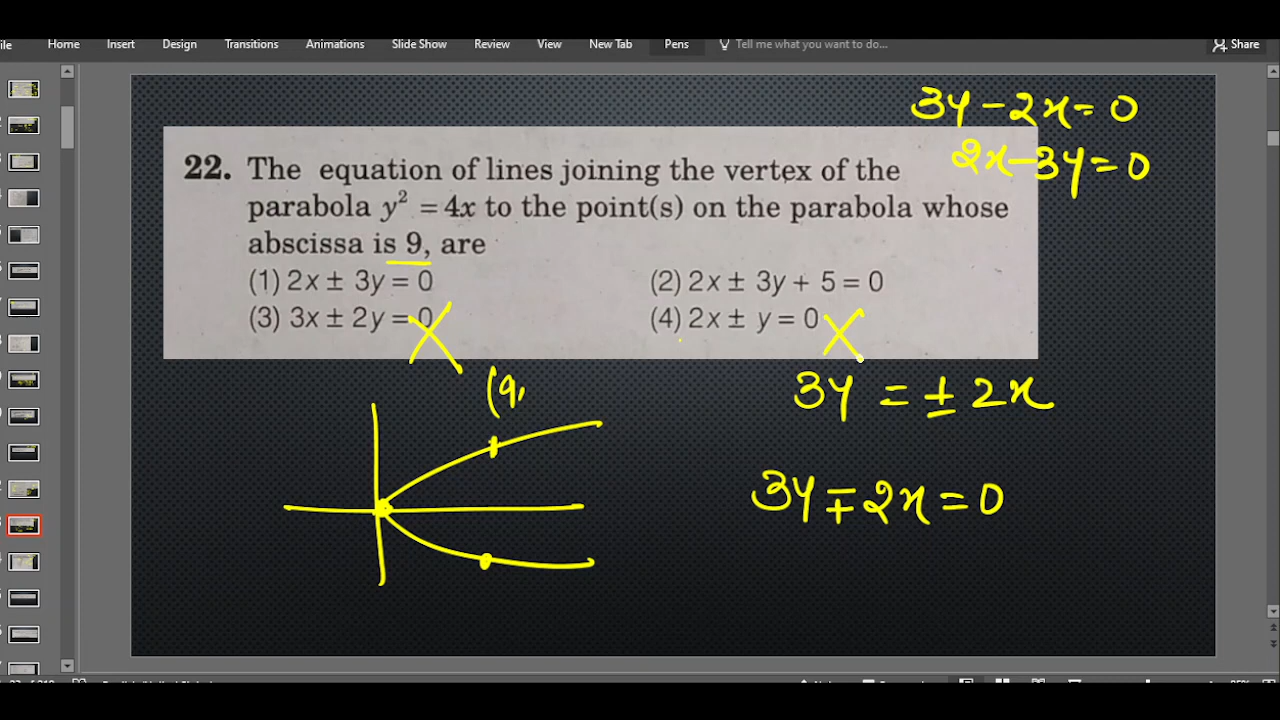 File Home Insert Design Transitions Animations Slide Show Review View New Tab Pens Tell me what you want to do... Share
3y - 2x = 0
2x - 3y = 0
22. The equation of lines joining the vertex of the
parabola y² = 4x to the point(s) on the parabola whose
abscissa is 9, are
(1) 2x ± 3y = 0 (2) 2x ± 3y + 5 = 0
(3) 3x ± 2y = 0 (4) 2x ± y = 0
(9,
3y = ± 2x
3y ∓ 2x = 0